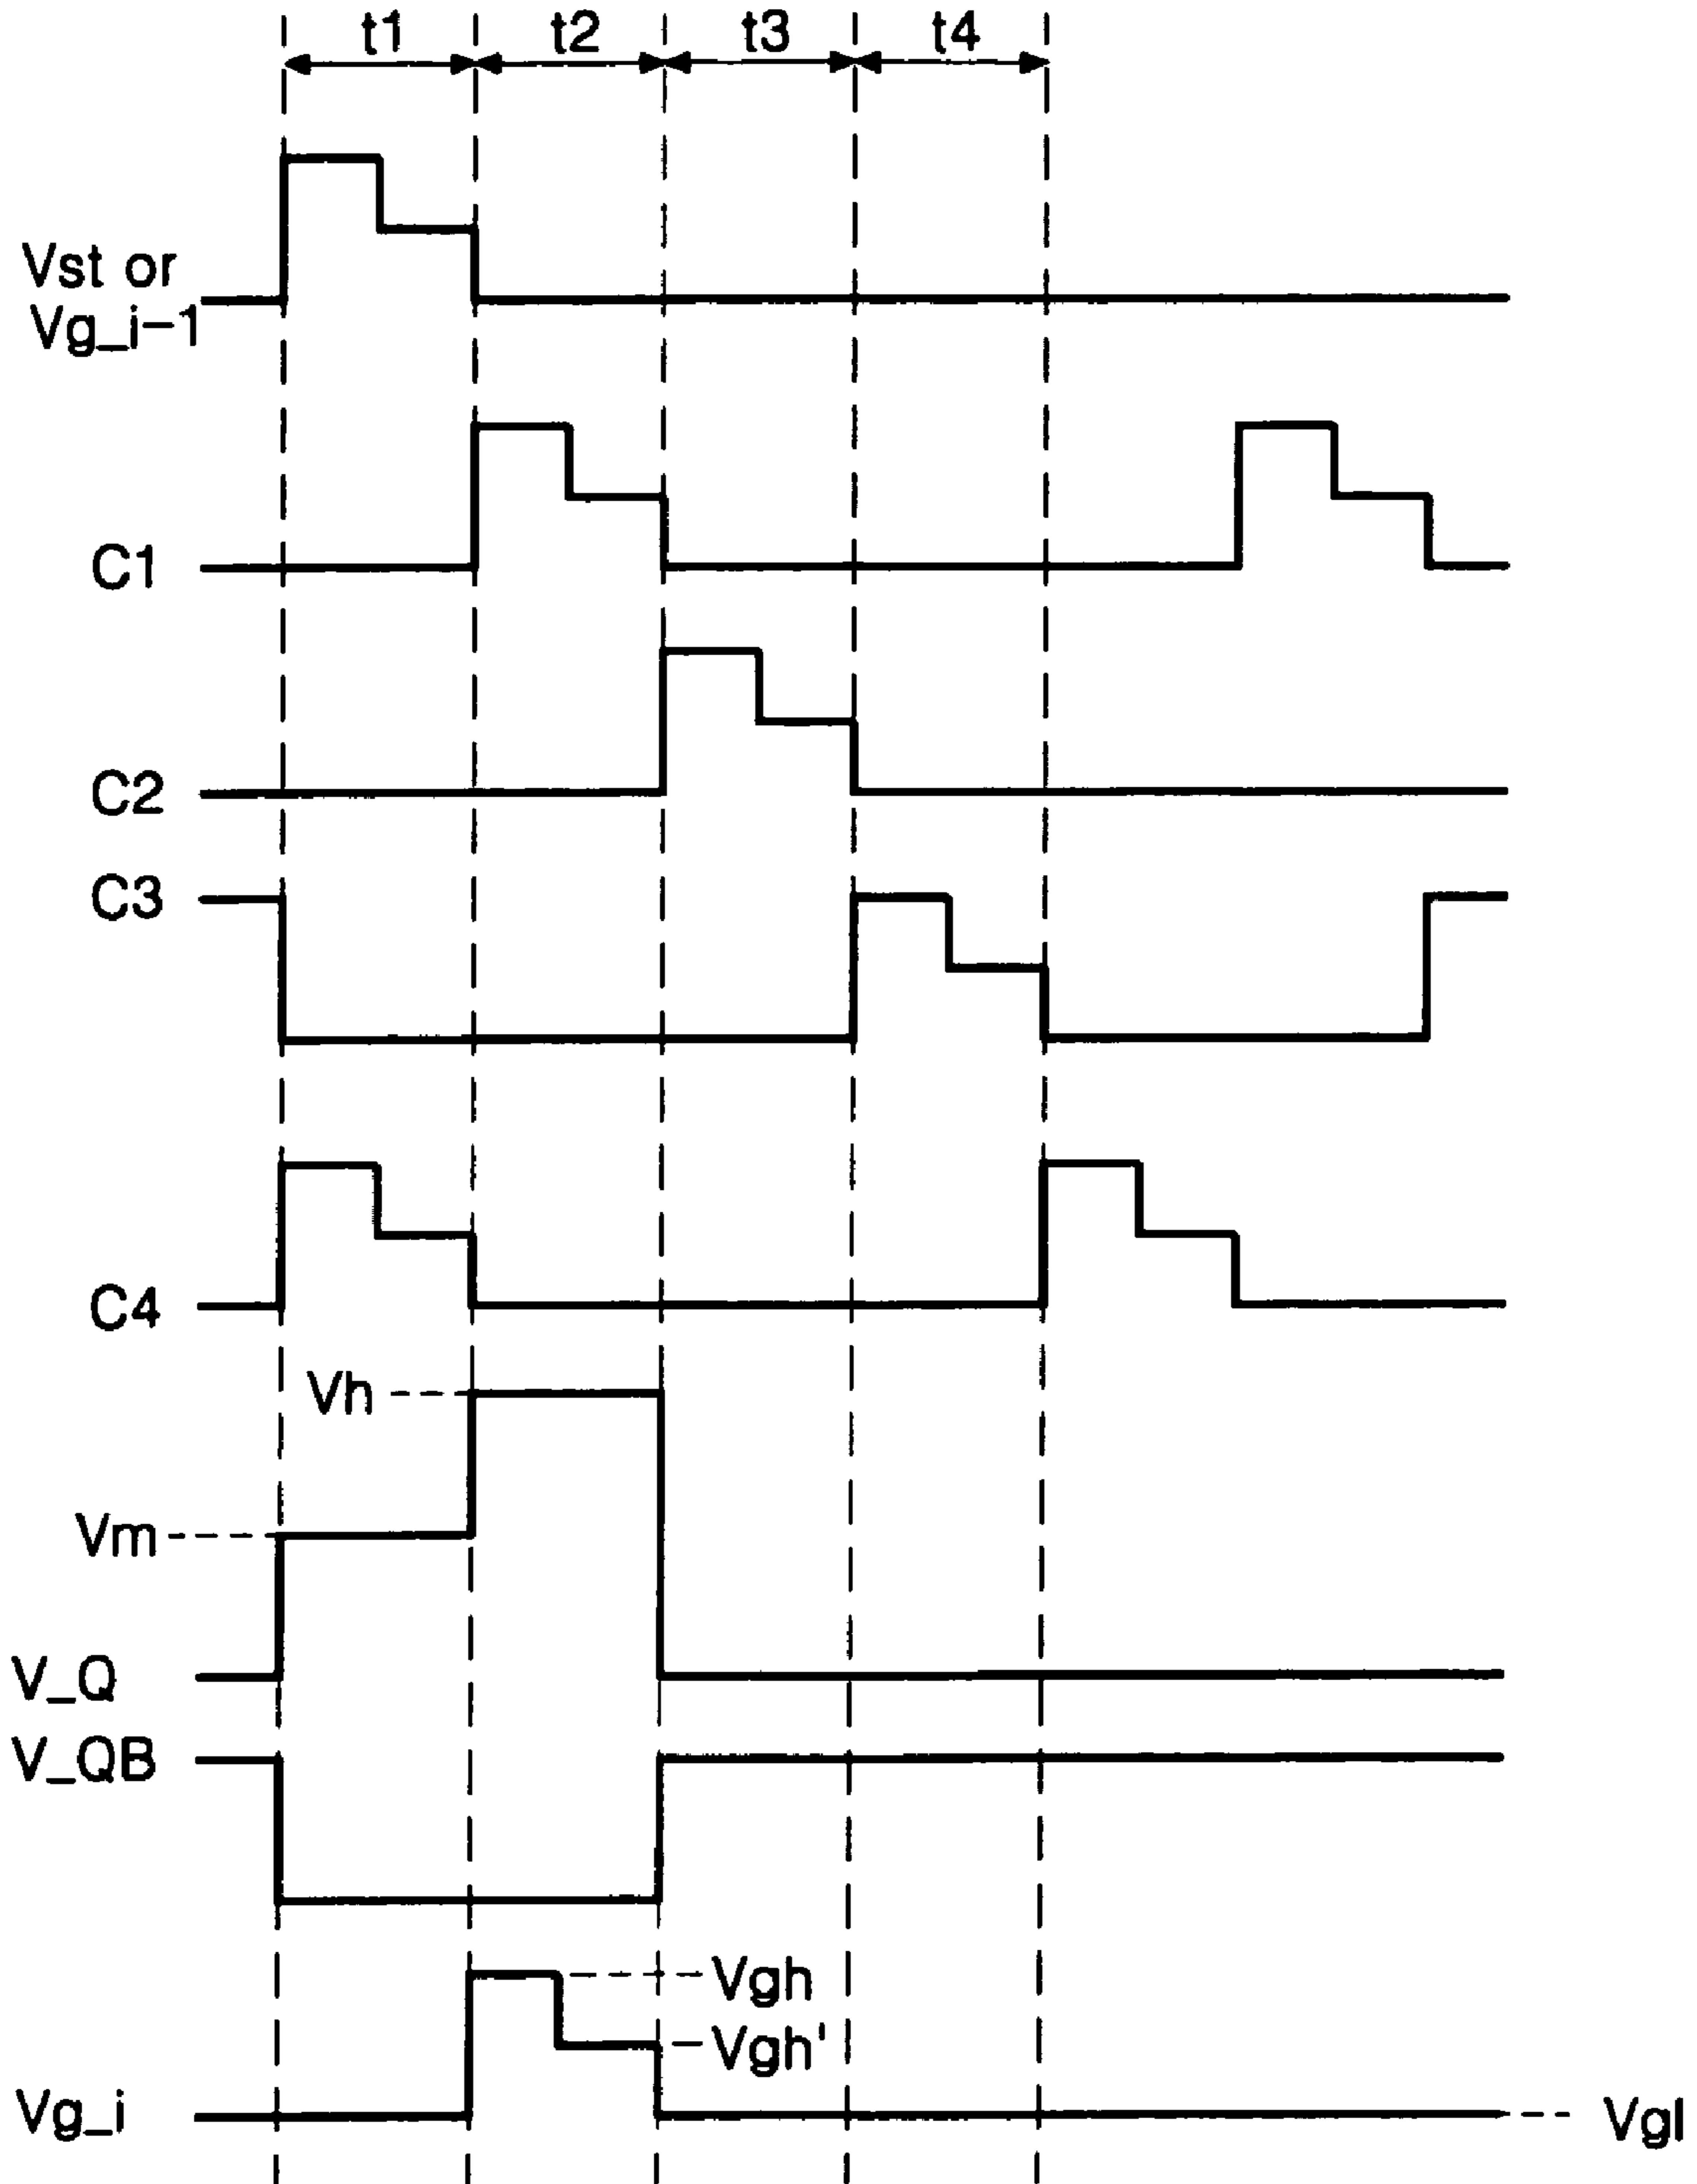 t1 t2 t3 t4
Vst or
Vg_i-1
C1
C2
C3
C4
Vh
Vm
V_Q
V_QB
Vgh
Vgh'
Vg_i
Vgl